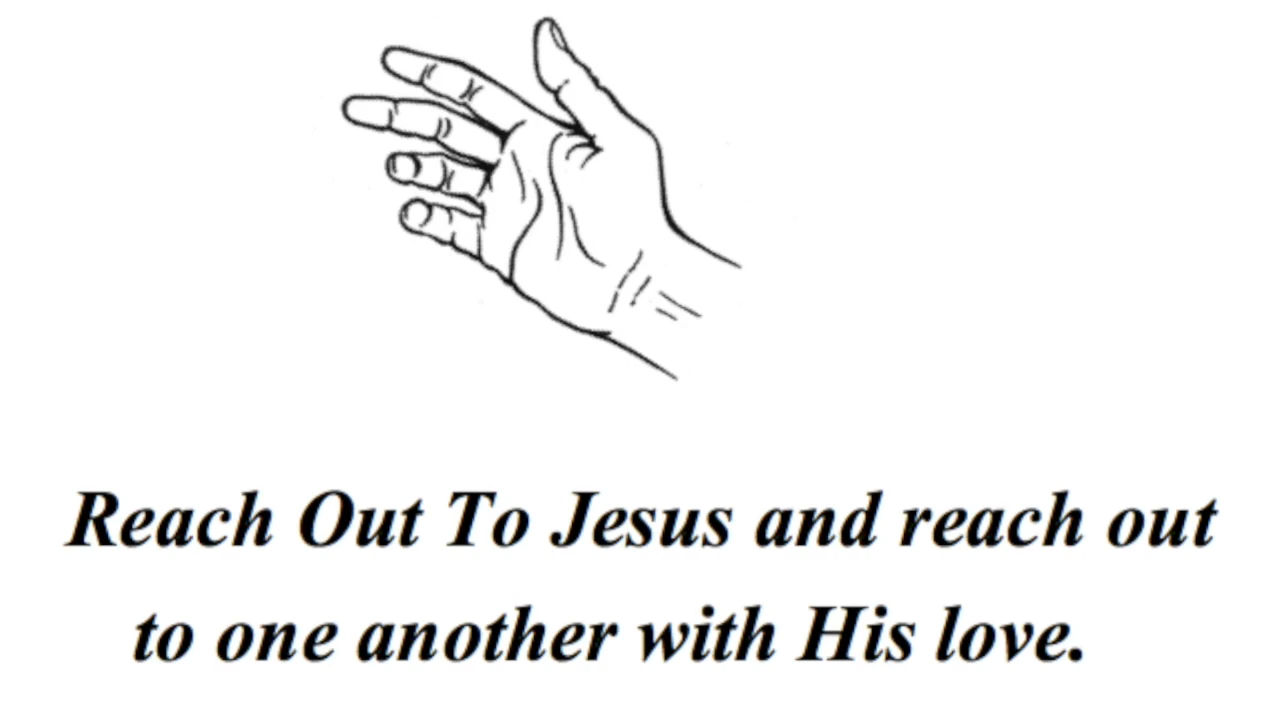 Reach Out To Jesus and reach out
to one another with His love.